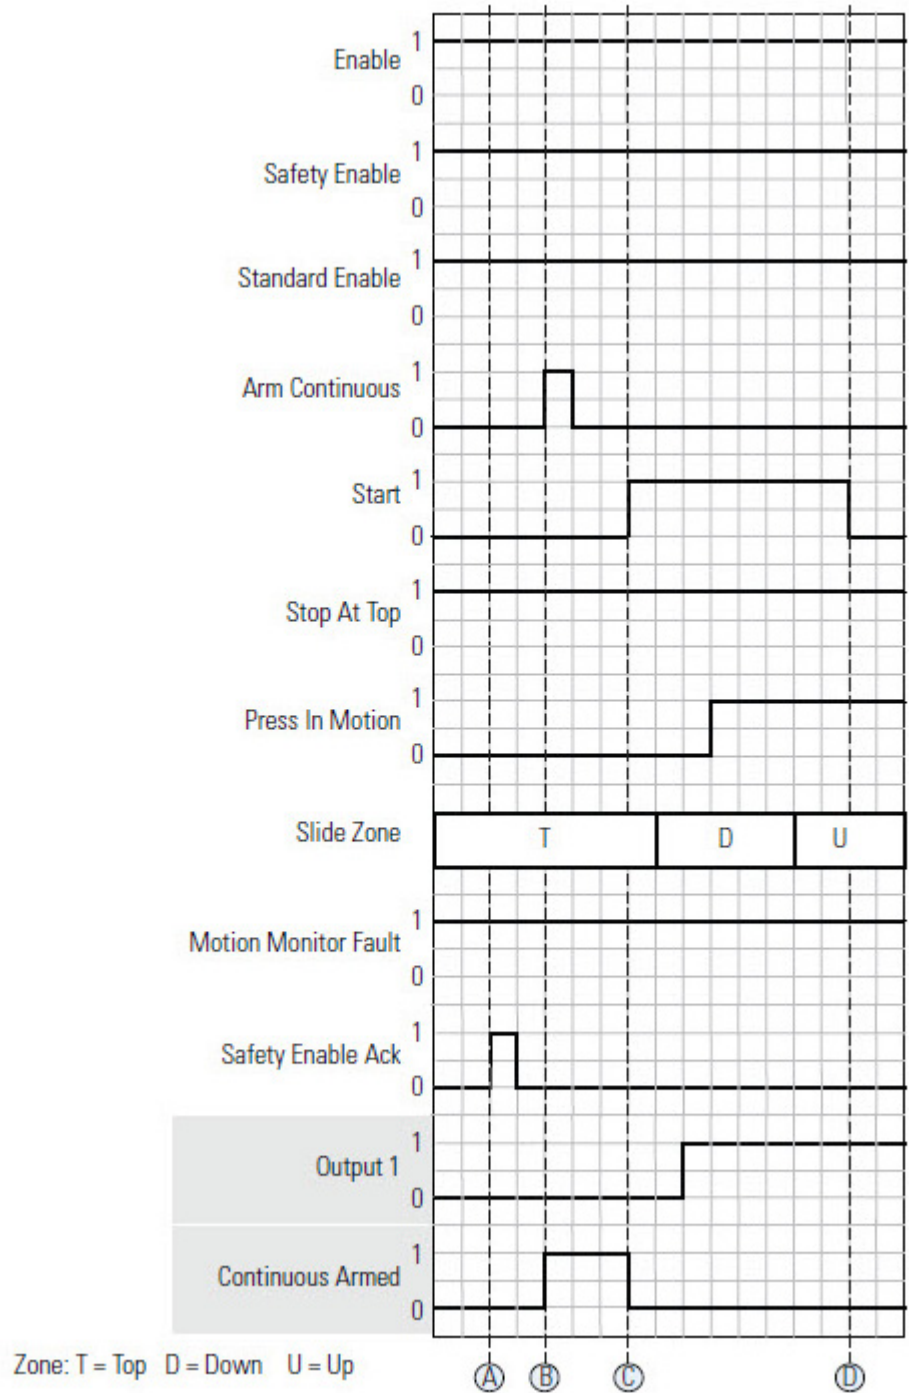 1
Enable
0
1
Safety Enable
0
1
Standard Enable
0
1
Arm Continuous
0
1
Start
0
1
Stop At Top
0
1
Press In Motion
0
Slide Zone T D U
1
Motion Monitor Fault
0
1
Safety Enable Ack
0
1
Output 1
0
1
Continuous Armed
0
Zone: T = Top D = Down U = Up
A B C D